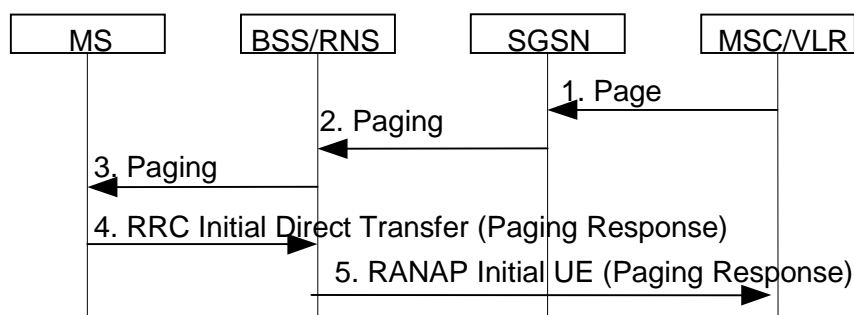 MS
BSS/RNS
SGSN
MSC/VLR
1. Page
2. Paging
3. Paging
4. RRC Initial Direct Transfer (Paging Response)
5. RANAP Initial UE (Paging Response)